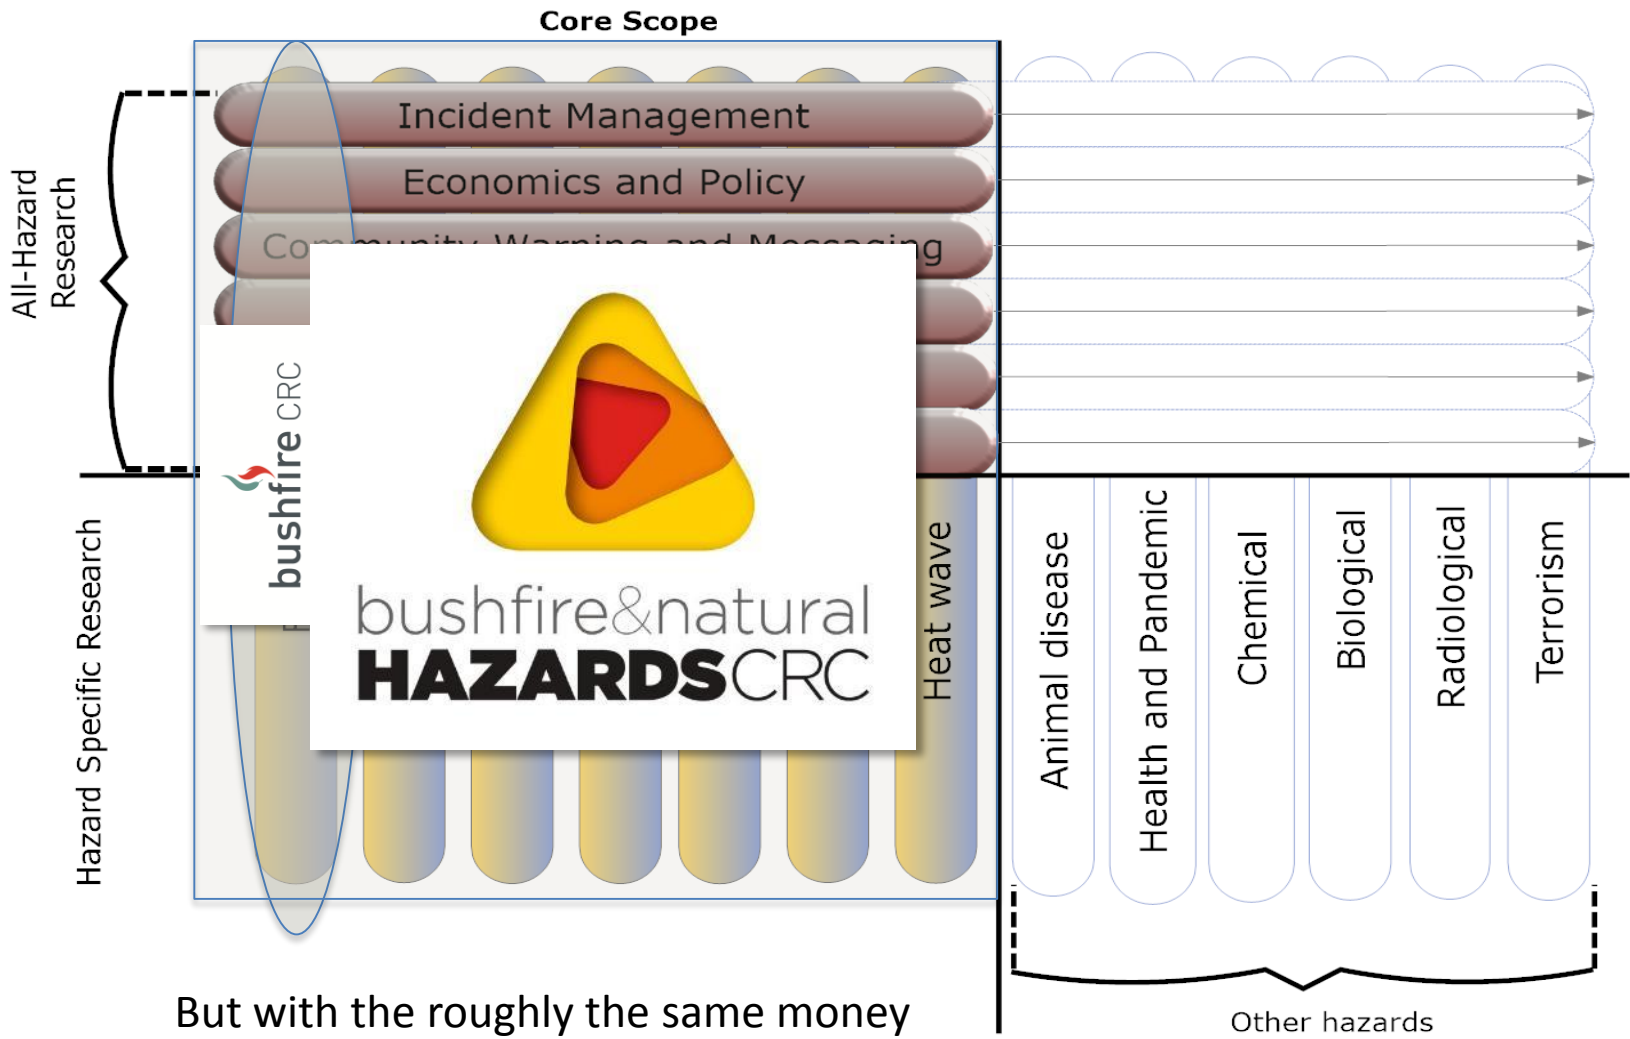 Core Scope
Incident Management
Economics and Policy
Community Warning and Messaging
All-Hazard
Research
bushfire CRC
bushfire&natural
HAZARDSCRC
Hazard Specific Research
Heat wave
Animal disease
Health and Pandemic
Chemical
Biological
Radiological
Terrorism
But with the roughly the same money
Other hazards